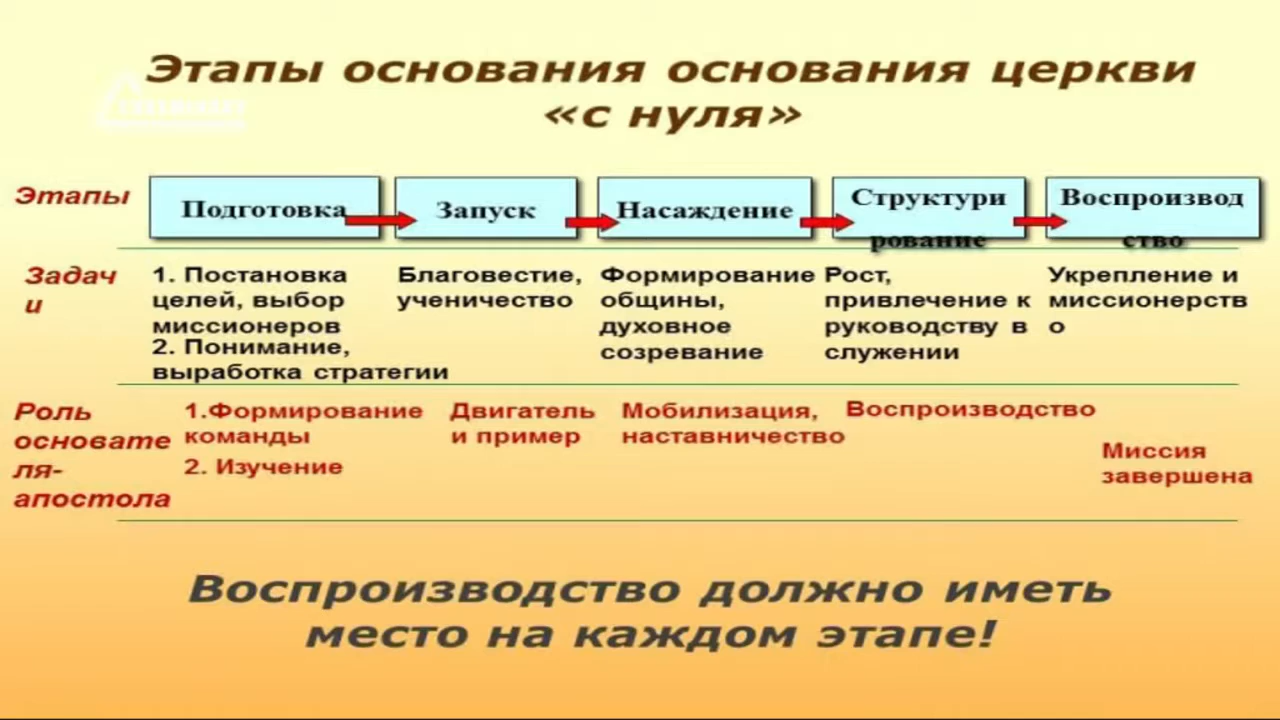 Этапы основания основания церкви
«с нуля»
Этапы
Подготовка
Запуск
Насаждение
Структури
рование
Воспроизвод
ство
Задач
и
1. Постановка
целей, выбор
миссионеров
2. Понимание,
выработка стратегии
Благовестие,
ученичество
Формирование
общины,
духовное
созревание
Рост,
привлечение к
руководству в
служении
Укрепление и
миссионерств
о
Роль
основате
ля-
апостола
1.Формирование
команды
2. Изучение
Двигатель
и пример
Мобилизация,
наставничество
Воспроизводство
Миссия
завершена
Воспроизводство должно иметь
место на каждом этапе!